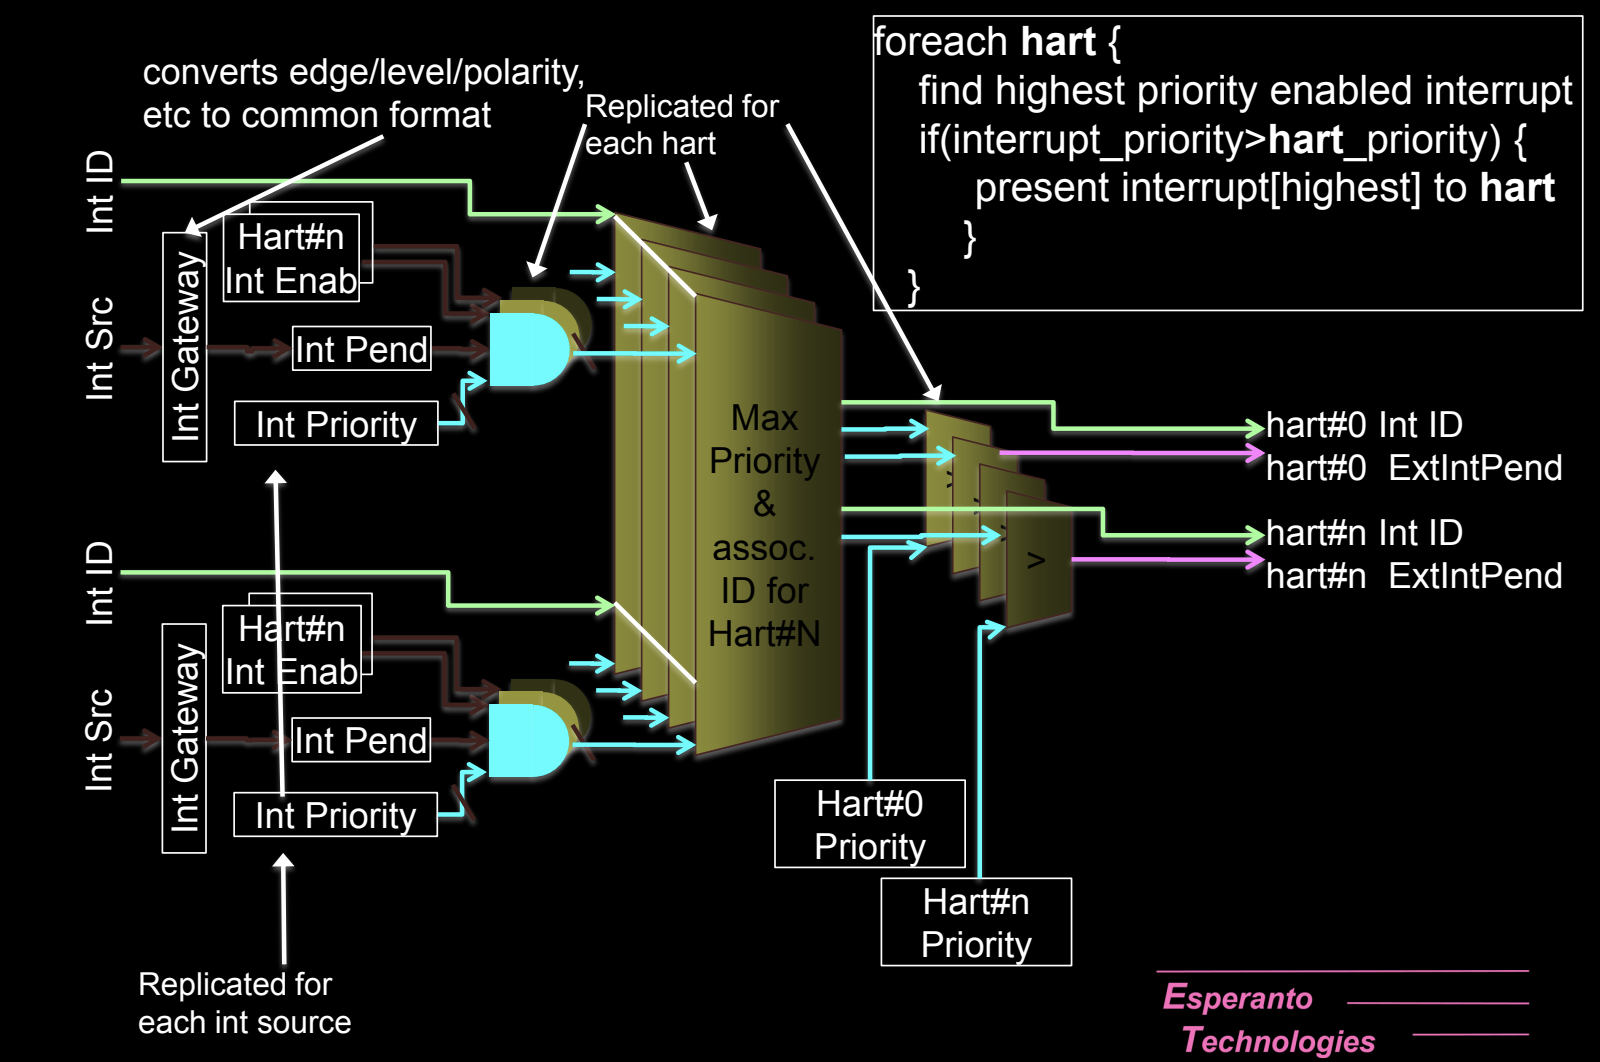 converts edge/level/polarity,
etc to common format
Replicated for
each hart
foreach hart {
find highest priority enabled interrupt
if(interrupt_priority>hart_priority) {
present interrupt[highest] to hart
}
}
Int ID
Int Src
Int Gateway
Hart#n
Int Enab
Int Pend
Int Priority
Int ID
Int Src
Int Gateway
Hart#n
Int Enab
Int Pend
Int Priority
Max
Priority
&
assoc.
ID for
Hart#N
>
>
>
>
hart#0 Int ID
hart#0 ExtIntPend
hart#n Int ID
hart#n ExtIntPend
Hart#0
Priority
Hart#n
Priority
Replicated for
each int source
Esperanto
Technologies